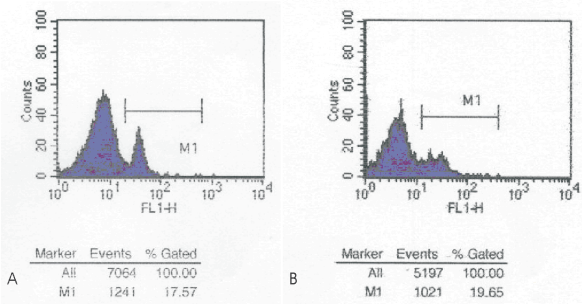 100
80
60
40
20
0
Counts
M1
10^0 10^1 10^2 10^3 10^4
FL1-H
Marker Events % Gated
All 7064 100.00
M1 1241 17.57
A
100
80
60
40
20
0
Counts
M1
10^0 10^1 10^2 10^3 10^4
FL1-H
Marker Events % Gated
All 5197 100.00
M1 1021 19.65
B